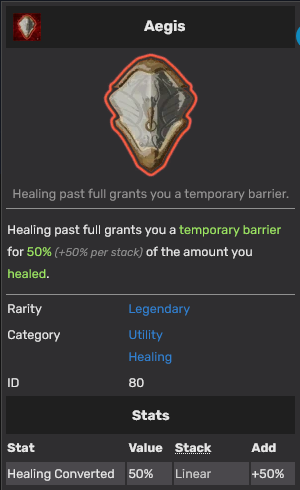 Aegis
Healing past full grants you a temporary barrier.
Healing past full grants you a temporary barrier
for 50% (+50% per stack) of the amount you
healed.
Rarity Legendary
Category Utility
Healing
ID 80
Stats
Stat Value Stack Add
Healing Converted 50% Linear +50%